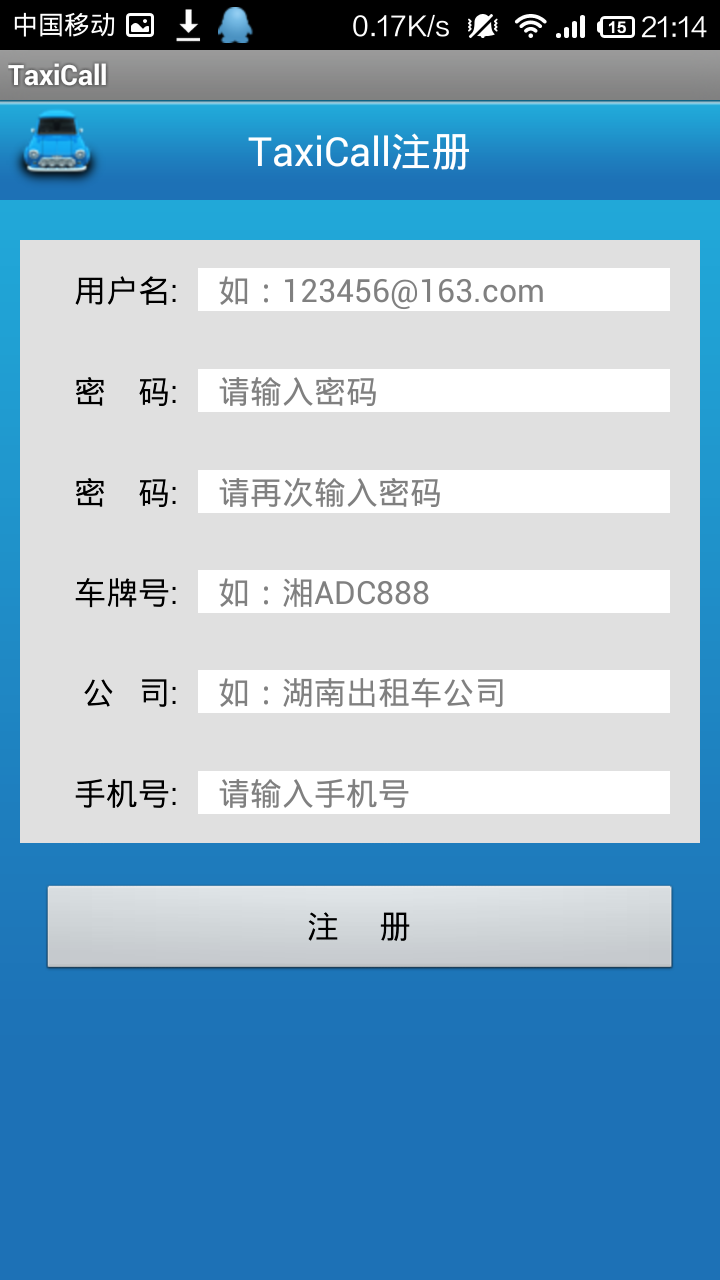 中国移动 0.17K/s 15 21:14
TaxiCall
TaxiCall注册
用户名: 如：123456@163.com
密 码: 请输入密码
密 码: 请再次输入密码
车牌号: 如：湘ADC888
公 司: 如：湖南出租车公司
手机号: 请输入手机号
注 册